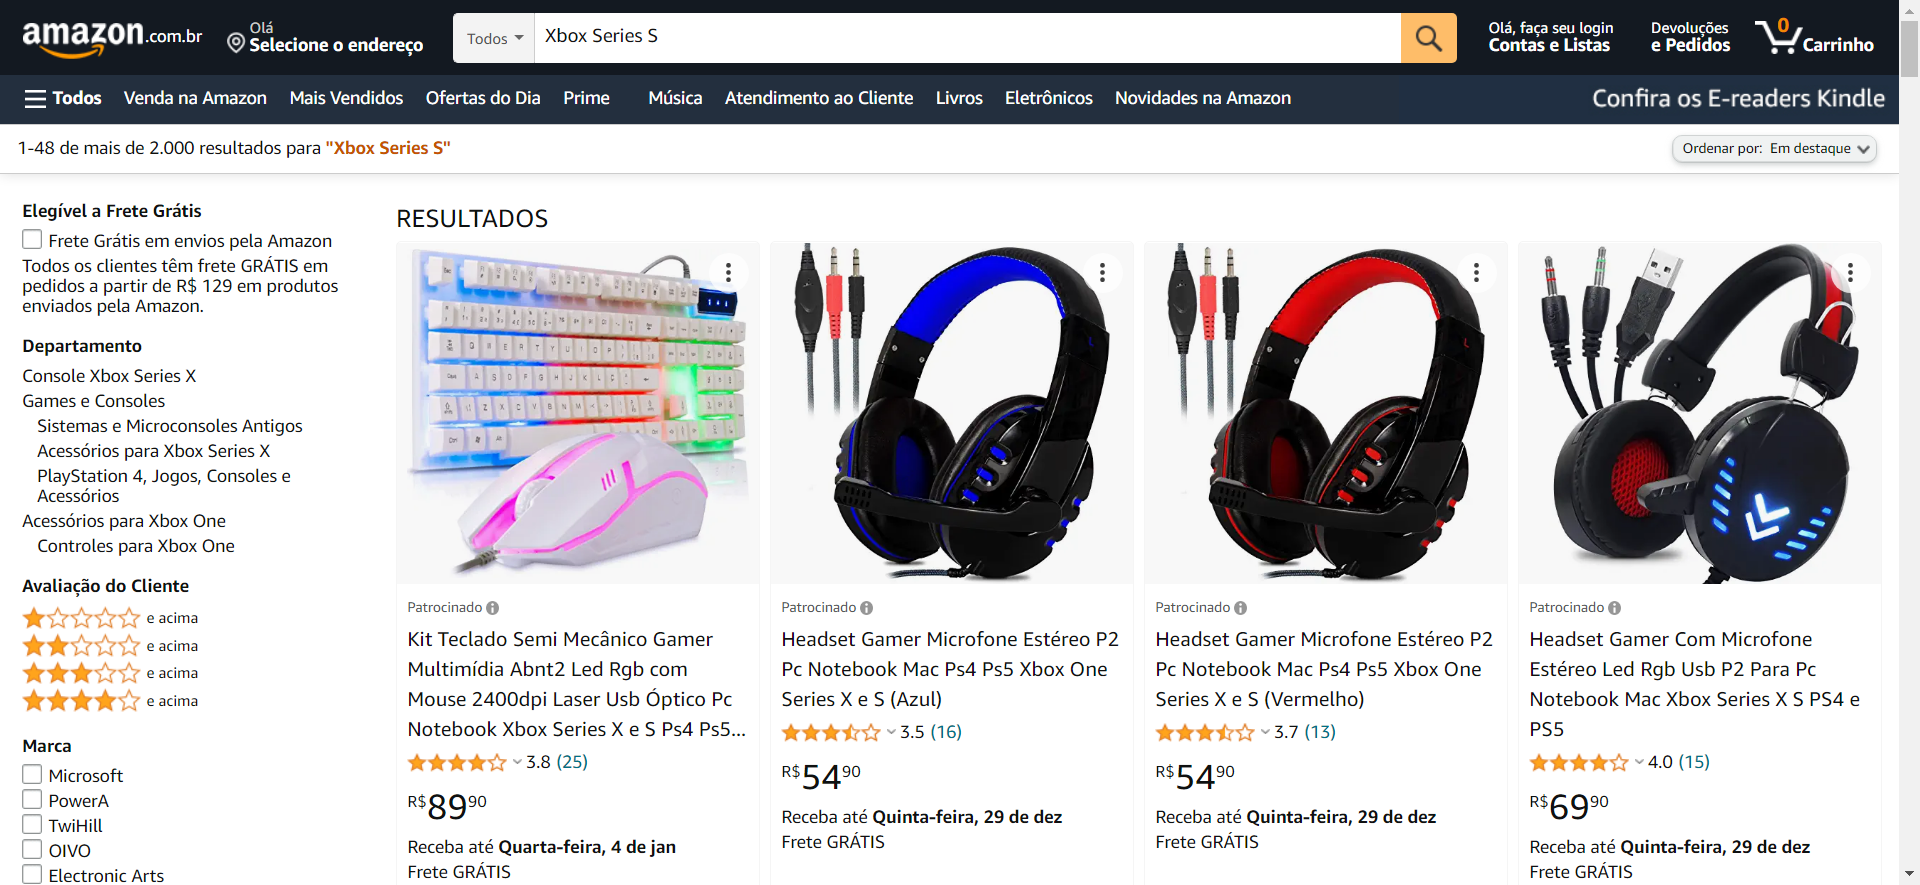 amazon.com.br
Olá
Selecione o endereço
Todos
Xbox Series S
Olá, faça seu login
Contas e Listas
Devoluções
e Pedidos
0
Carrinho
Todos
Venda na Amazon
Mais Vendidos
Ofertas do Dia
Prime
Música
Atendimento ao Cliente
Livros
Eletrônicos
Novidades na Amazon
Confira os E-readers Kindle
1-48 de mais de 2.000 resultados para "Xbox Series S"
Ordenar por: Em destaque
Elegível a Frete Grátis
Frete Grátis em envios pela Amazon
Todos os clientes têm frete GRÁTIS em
pedidos a partir de R$ 129 em produtos
enviados pela Amazon.
Departamento
Console Xbox Series X
Games e Consoles
Sistemas e Microconsoles Antigos
Acessórios para Xbox Series X
PlayStation 4, Jogos, Consoles e
Acessórios
Acessórios para Xbox One
Controles para Xbox One
Avaliação do Cliente
e acima
e acima
e acima
e acima
Marca
Microsoft
PowerA
TwiHill
OIVO
Electronic Arts
RESULTADOS
Patrocinado
Kit Teclado Semi Mecânico Gamer
Multimídia Abnt2 Led Rgb com
Mouse 2400dpi Laser Usb Óptico Pc
Notebook Xbox Series X e S Ps4 Ps5...
3.8 (25)
R$8990
Receba até Quarta-feira, 4 de jan
Frete GRÁTIS
Patrocinado
Headset Gamer Microfone Estéreo P2
Pc Notebook Mac Ps4 Ps5 Xbox One
Series X e S (Azul)
3.5 (16)
R$5490
Receba até Quinta-feira, 29 de dez
Frete GRÁTIS
Patrocinado
Headset Gamer Microfone Estéreo P2
Pc Notebook Mac Ps4 Ps5 Xbox One
Series X e S (Vermelho)
3.7 (13)
R$5490
Receba até Quinta-feira, 29 de dez
Frete GRÁTIS
Patrocinado
Headset Gamer Com Microfone
Estéreo Led Rgb Usb P2 Para Pc
Notebook Mac Xbox Series X S PS4 e
PS5
4.0 (15)
R$6990
Receba até Quinta-feira, 29 de dez
Frete GRÁTIS